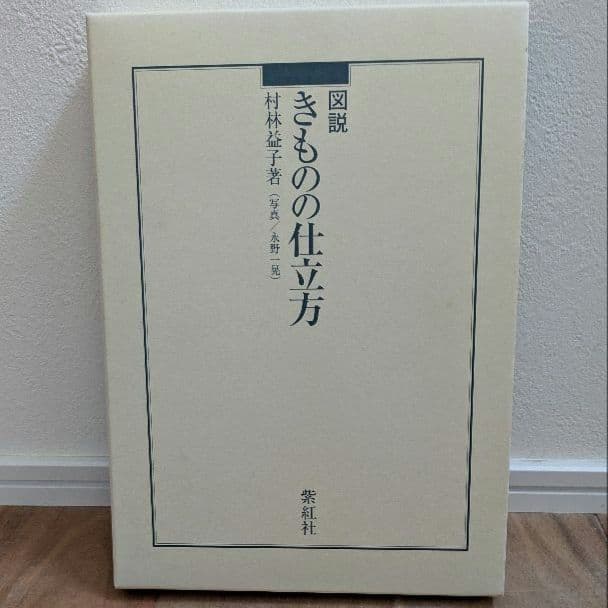 図説
きものの仕立方
村林益子著（写真／永野一晃）
紫紅社